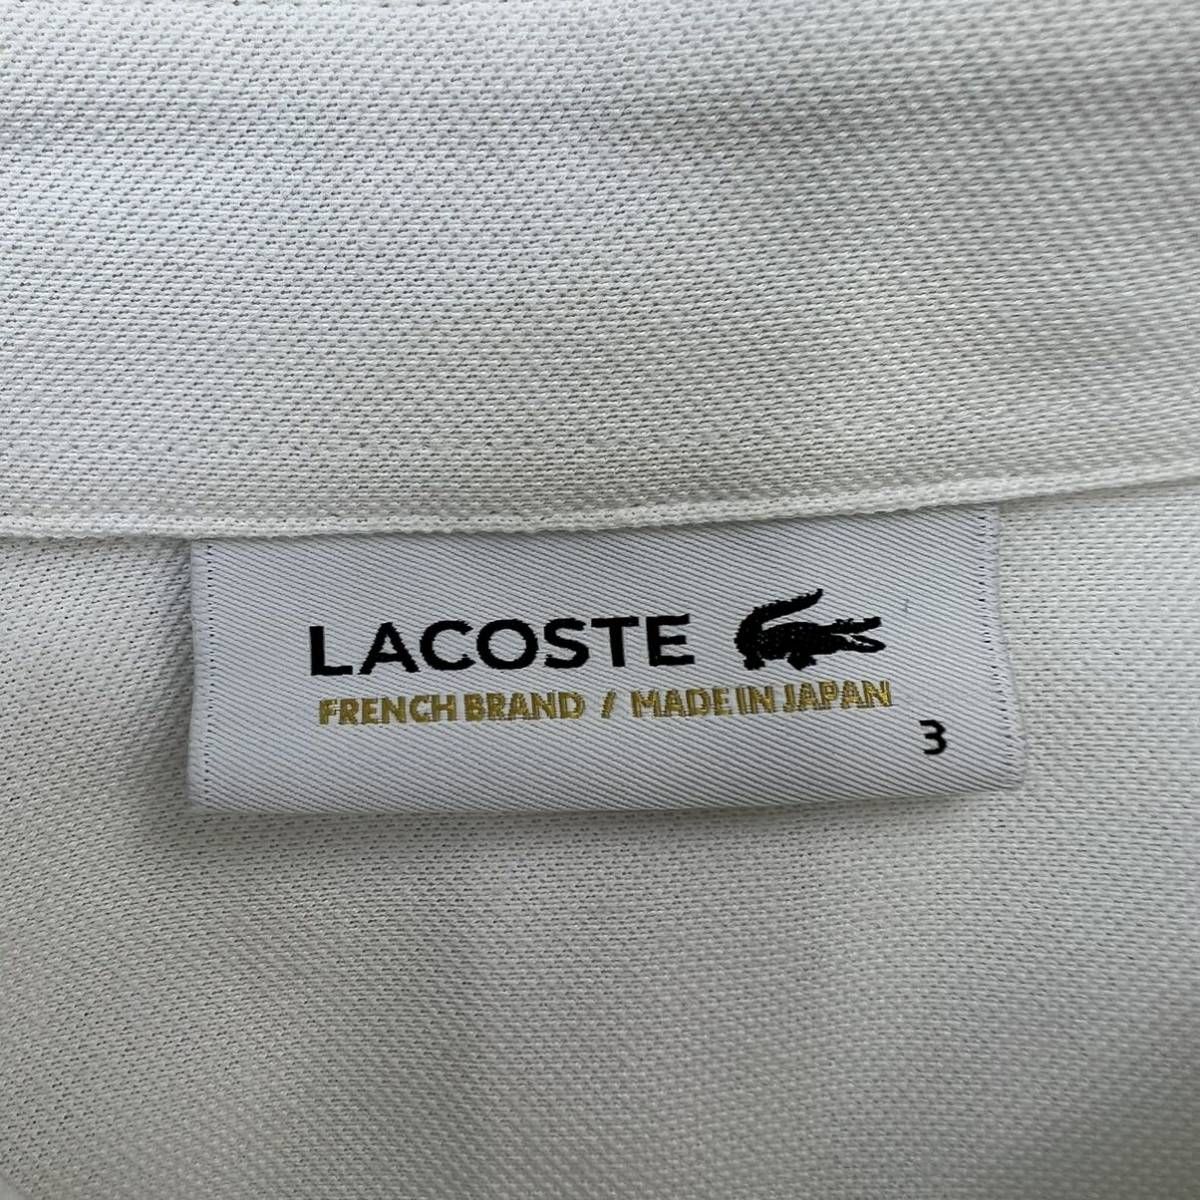 LACOSTE
FRENCH BRAND / MADE IN JAPAN
3